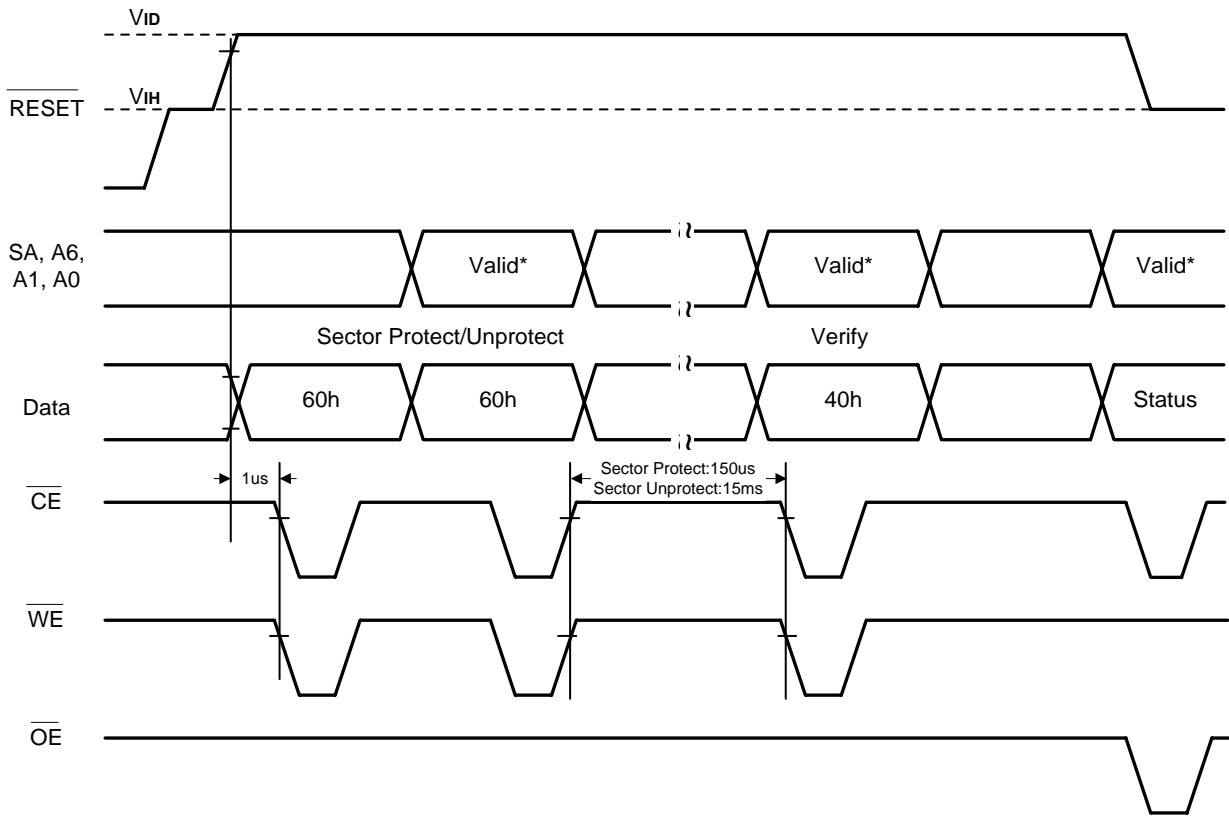 VID
VIH
RESET
SA, A6,
A1, A0
Valid*
Valid*
Valid*
Sector Protect/Unprotect
Verify
Data
60h
60h
40h
Status
1us
Sector Protect:150us
Sector Unprotect:15ms
CE
WE
OE